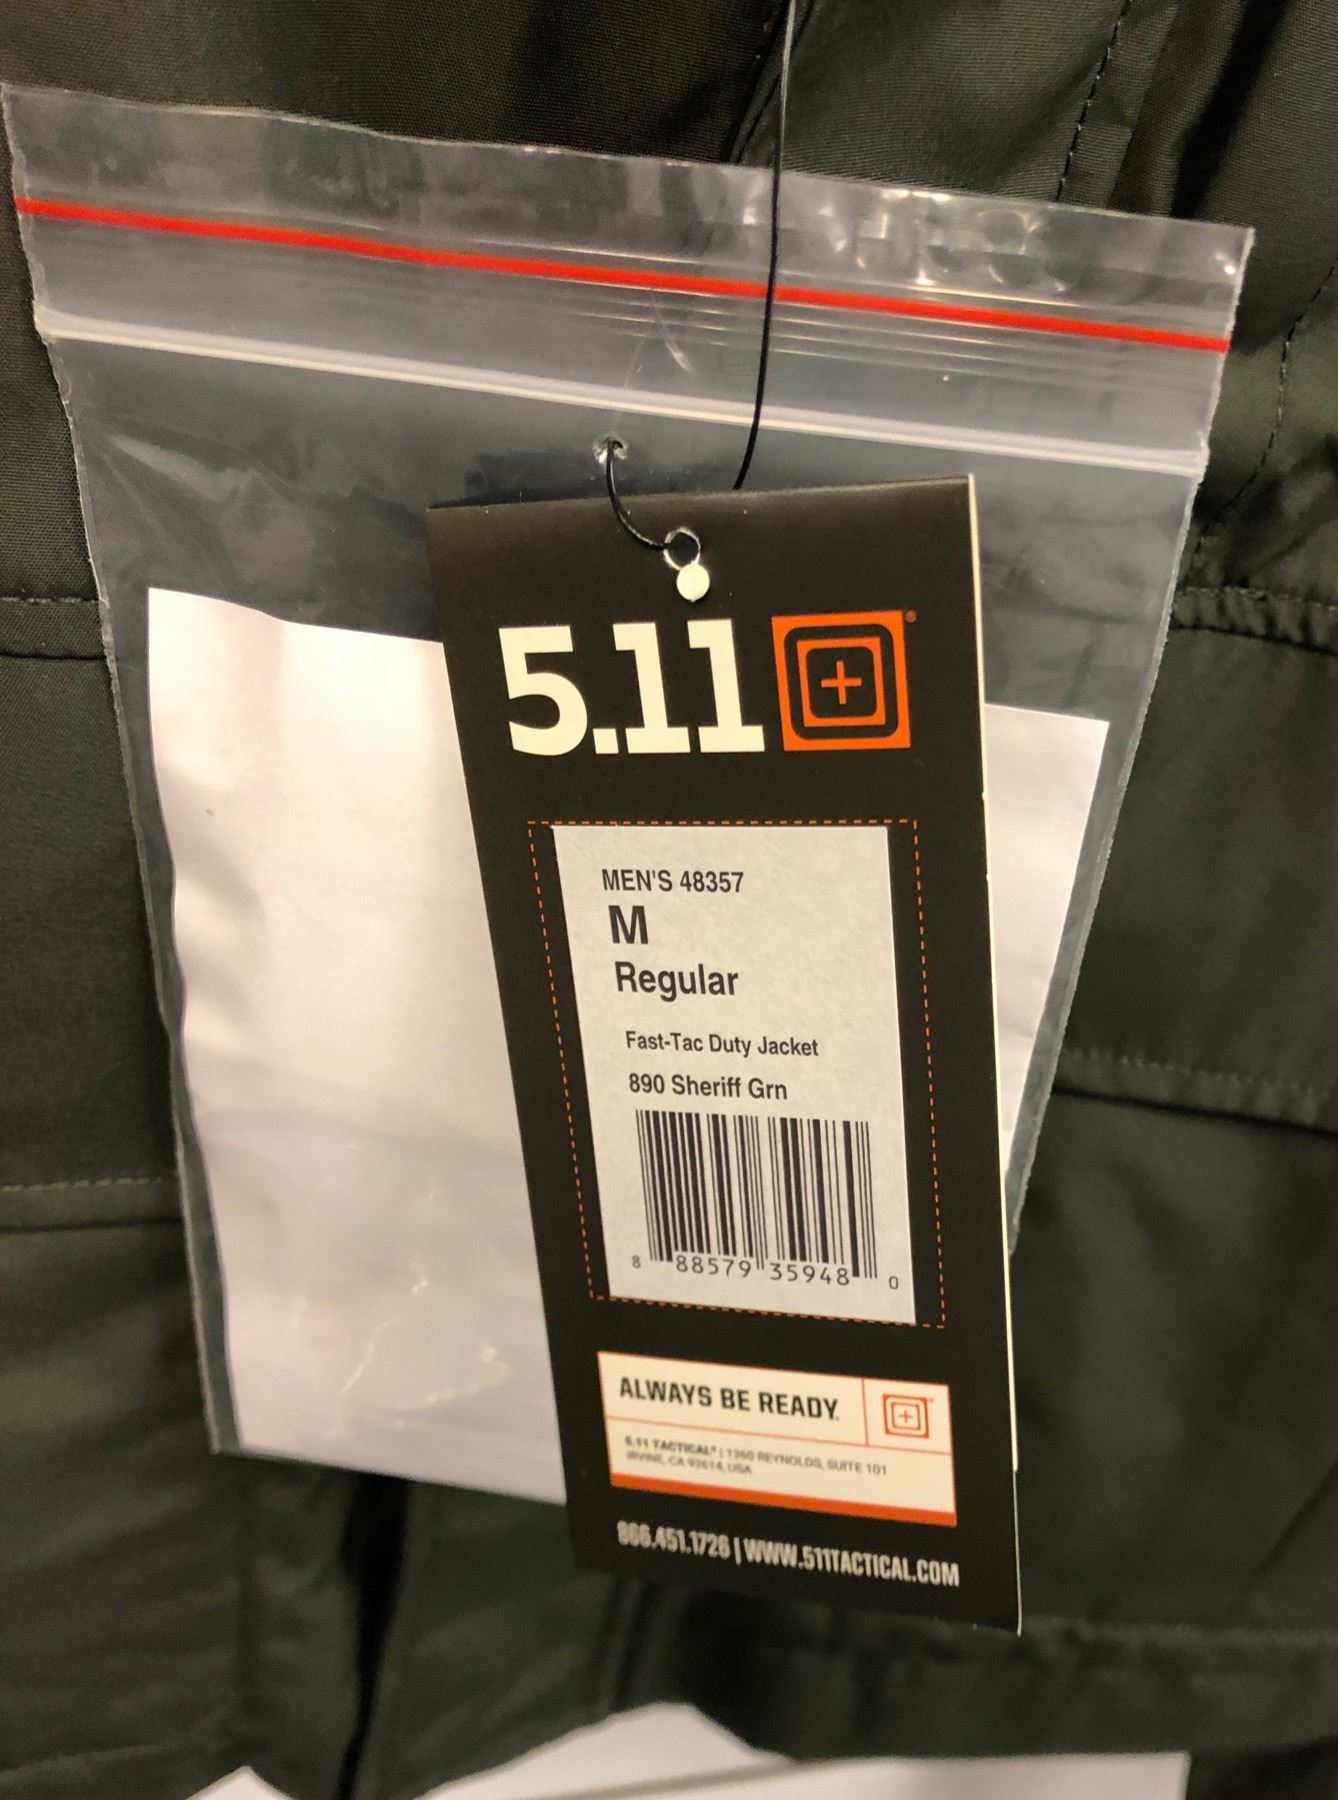 5.11
MEN'S 48357
M
Regular
Fast-Tac Duty Jacket
890 Sheriff Grn
8 88579 35948 0
ALWAYS BE READY.
5.11 TACTICAL® | 1360 REYNOLDS, SUITE 101
IRVINE, CA 92614, USA
866.451.1726 | WWW.511TACTICAL.COM